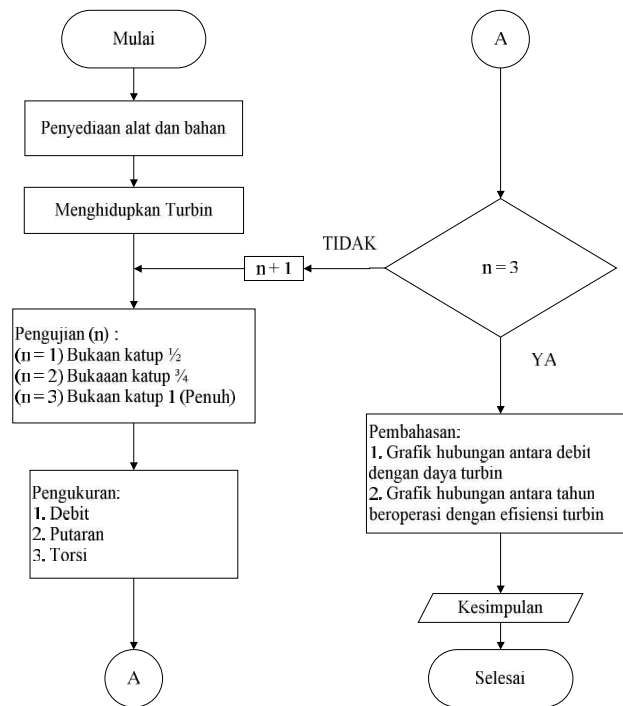 Mulai
Penyediaan alat dan bahan
Menghidupkan Turbin
Pengujian (n) :
(n = 1) Bukaan katup ½
(n = 2) Bukaaan katup ¾
(n = 3) Bukaan katup 1 (Penuh)
Pengukuran:
1. Debit
2. Putaran
3. Torsi
A
A
n = 3
TIDAK
n + 1
YA
Pembahasan:
1. Grafik hubungan antara debit
dengan daya turbin
2. Grafik hubungan antara tahun
beroperasi dengan efisiensi turbin
Kesimpulan
Selesai